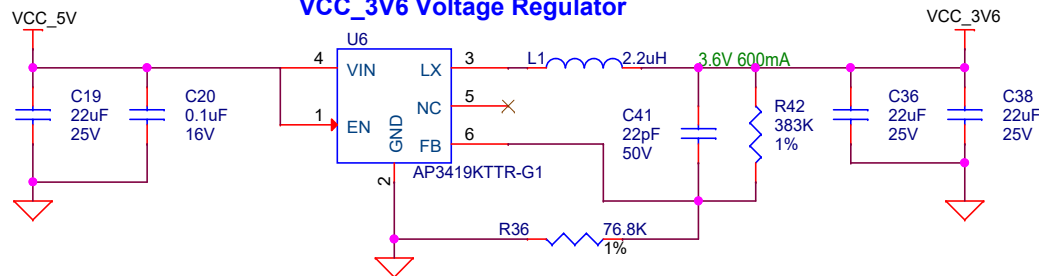 VCC_3V6 Voltage Regulator
VCC_5V
VCC_3V6
U6
4
VIN
LX
3
L1
2.2uH
3.6V 600mA
C19
22uF
25V
C20
0.1uF
16V
1
EN
GND
NC
5
FB
6
2
AP3419KTTR-G1
C41
22pF
50V
R42
383K
1%
C36
22uF
25V
C38
22uF
25V
R36
76.8K
1%